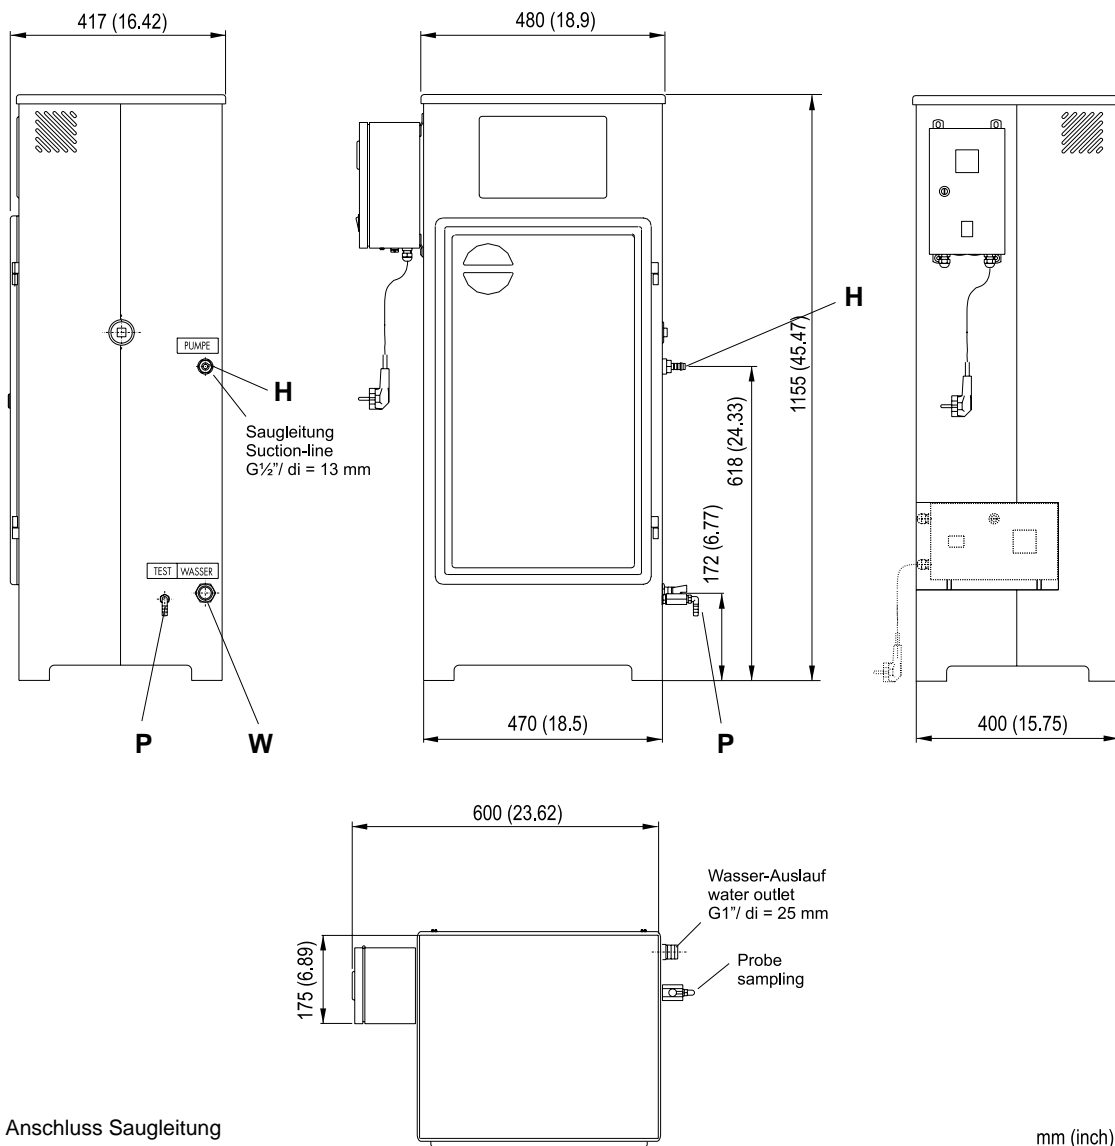 417 (16.42)
480 (18.9)
PUMPE
H
Saugleitung
Suction-line
G½"/ di = 13 mm
TEST
WASSER
P
W
H
1155 (45.47)
618 (24.33)
172 (6.77)
470 (18.5)
P
400 (15.75)
600 (23.62)
175 (6.89)
Wasser-Auslauf
water outlet
G1"/ di = 25 mm
Probe
sampling
Anschluss Saugleitung
mm (inch)